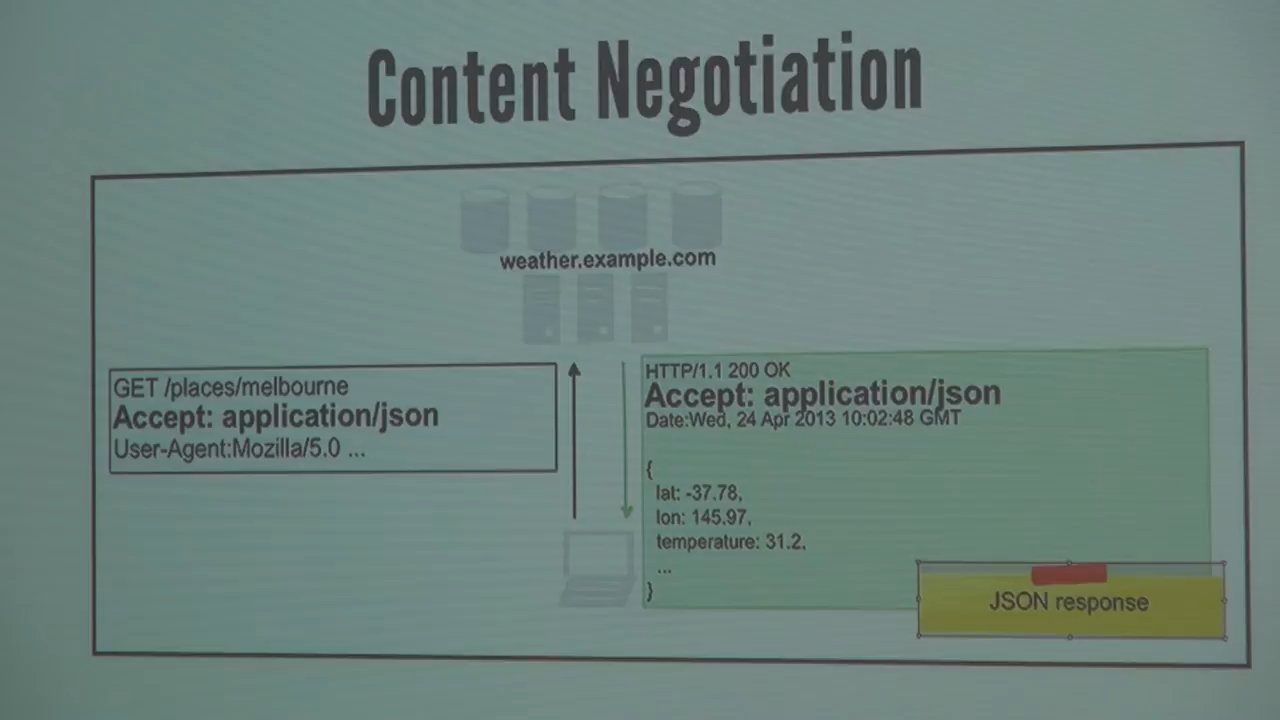 Content Negotiation
weather.example.com
GET /places/melbourne
Accept: application/json
User-Agent:Mozilla/5.0 ...
HTTP/1.1 200 OK
Accept: application/json
Date:Wed, 24 Apr 2013 10:02:48 GMT
{
lat: -37.78,
lon: 145.97,
temperature: 31.2,
...
}
JSON response